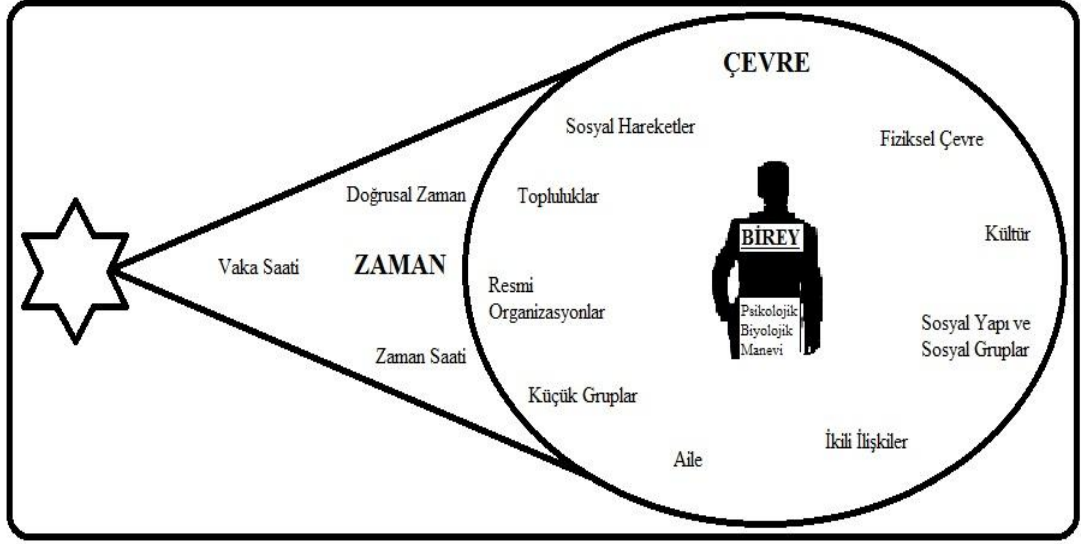 ÇEVRE
Sosyal Hareketler
Fiziksel Çevre
Doğrusal Zaman
Topluluklar
BİREY
Kültür
Vaka Saati
ZAMAN
Resmi
Organizasyonlar
Psikolojik
Biyolojik
Manevi
Sosyal Yapı ve
Sosyal Gruplar
Zaman Saati
Küçük Gruplar
İkili İlişkiler
Aile